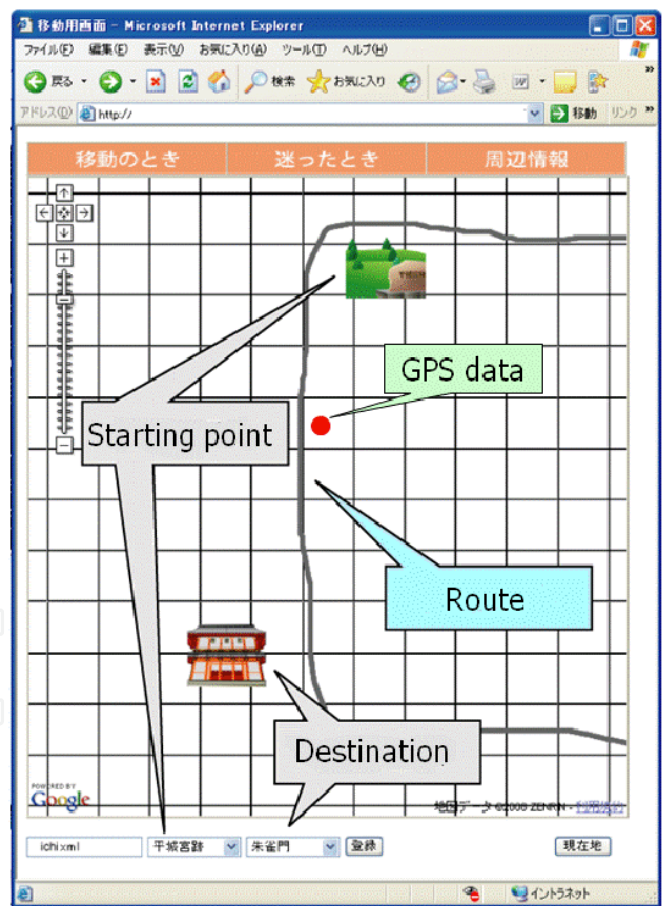 移動用画面 - Microsoft Internet Explorer
ファイル(F) 編集(E) 表示(V) お気に入り(A) ツール(T) ヘルプ(H)
戻る 検索 お気に入り
アドレス(D) http:// 移動 リンク
移動のとき 迷ったとき 周辺情報
GPS data
Starting point
Route
Destination
POWERED BY
Google
地図データ ©2008 ZENRIN - 利用規約
ichi.xml 平城宮跡 朱雀門 登録 現在地
イントラネット